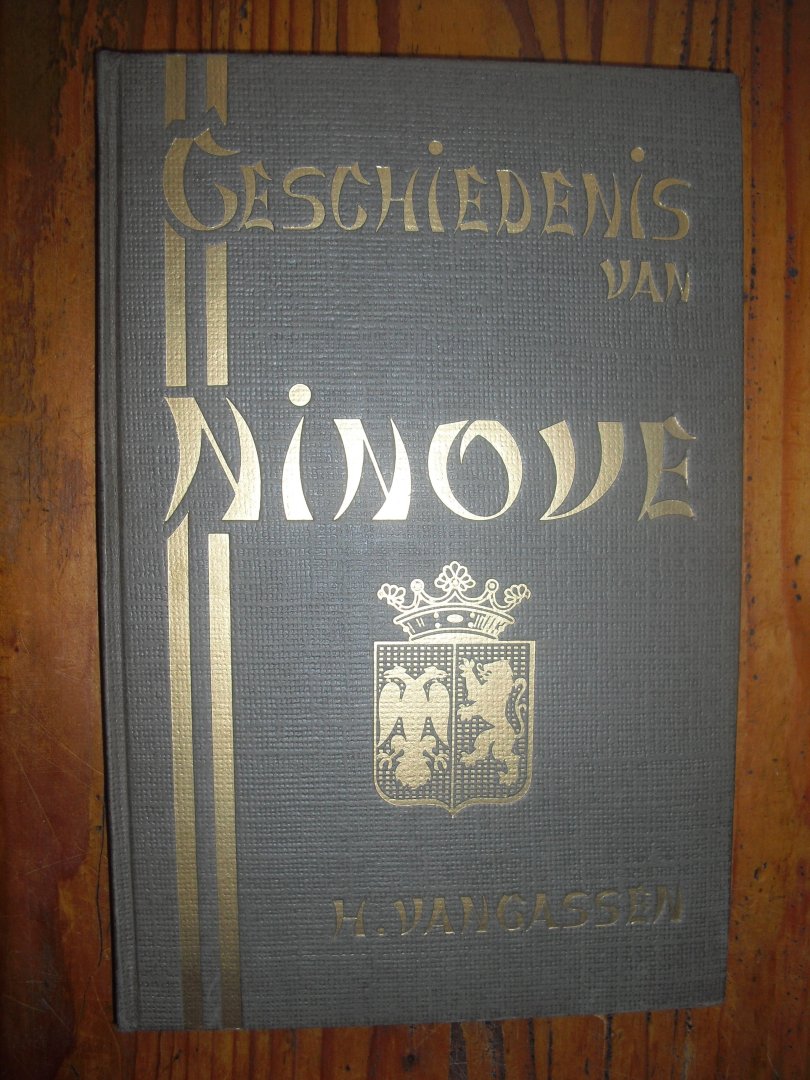 GESCHiEDENiS
VAN
NiNOVE
H. VANGASSEN